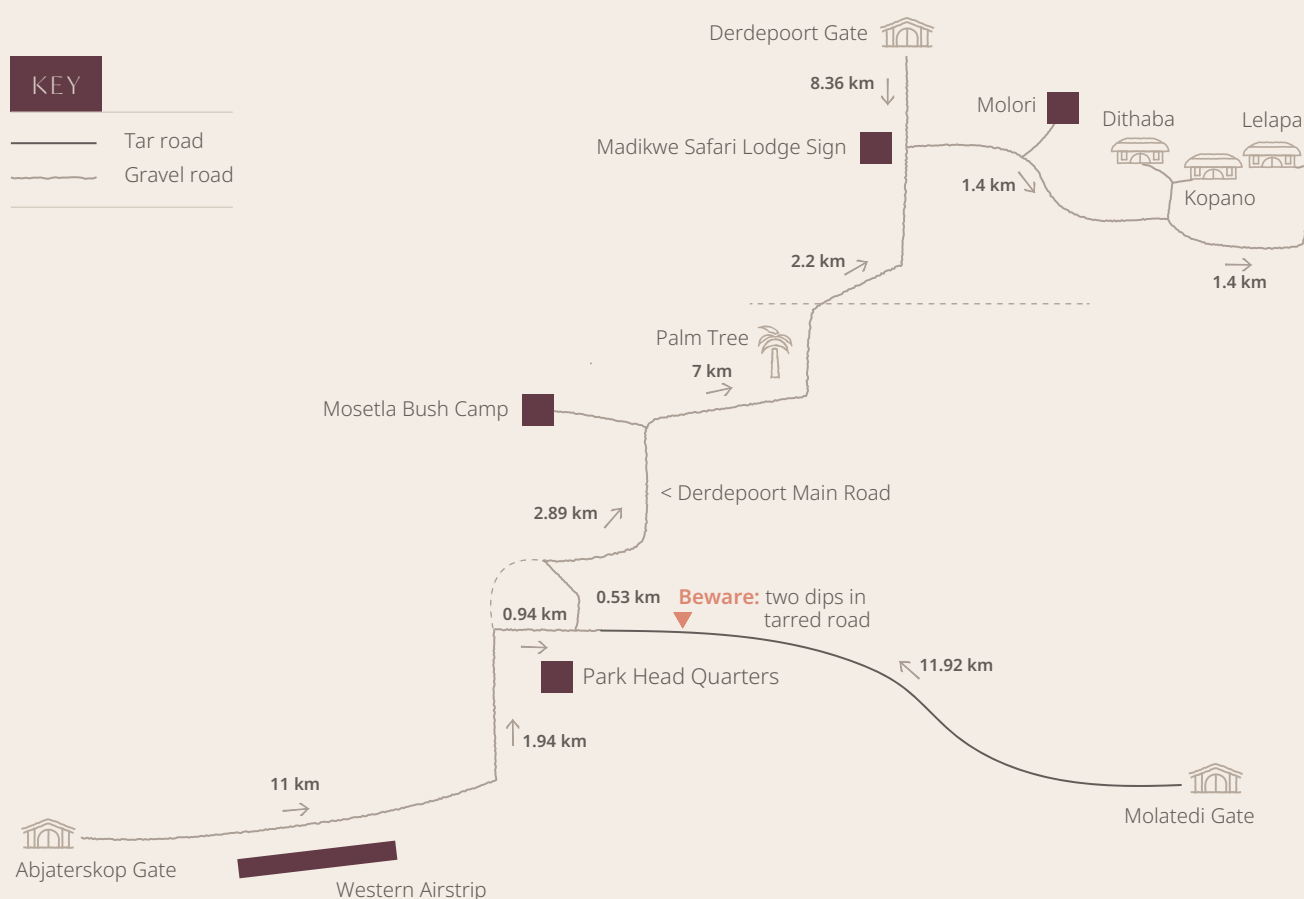 Derdepoort Gate
KEY
8.36 km
Molori
Dithaba
Lelapa
Tar road
Madikwe Safari Lodge Sign
Gravel road
1.4 km
Kopano
2.2 km
1.4 km
Palm Tree
7 km
Mosetla Bush Camp
< Derdepoort Main Road
2.89 km
0.53 km
Beware: two dips in
tarred road
0.94 km
11.92 km
Park Head Quarters
1.94 km
11 km
Molatedi Gate
Abjaterskop Gate
Western Airstrip